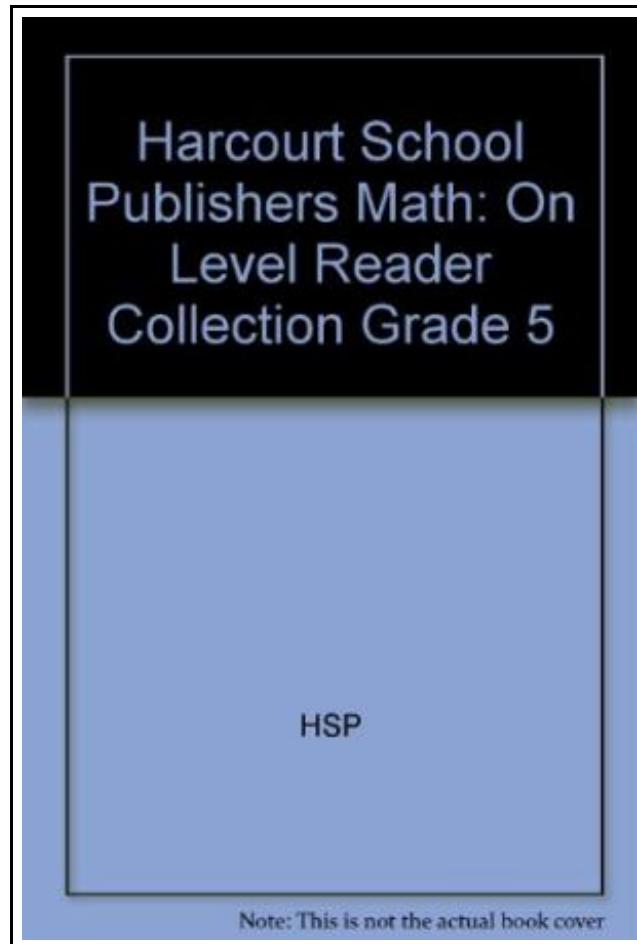 Harcourt School
Publishers Math: On
Level Reader
Collection Grade 5
HSP
Note: This is not the actual book cover